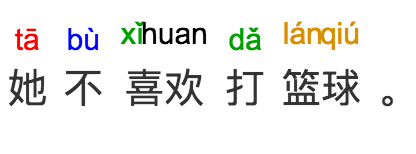 tā bù xǐhuan dǎ lánqiú
她 不 喜欢 打 篮球 。